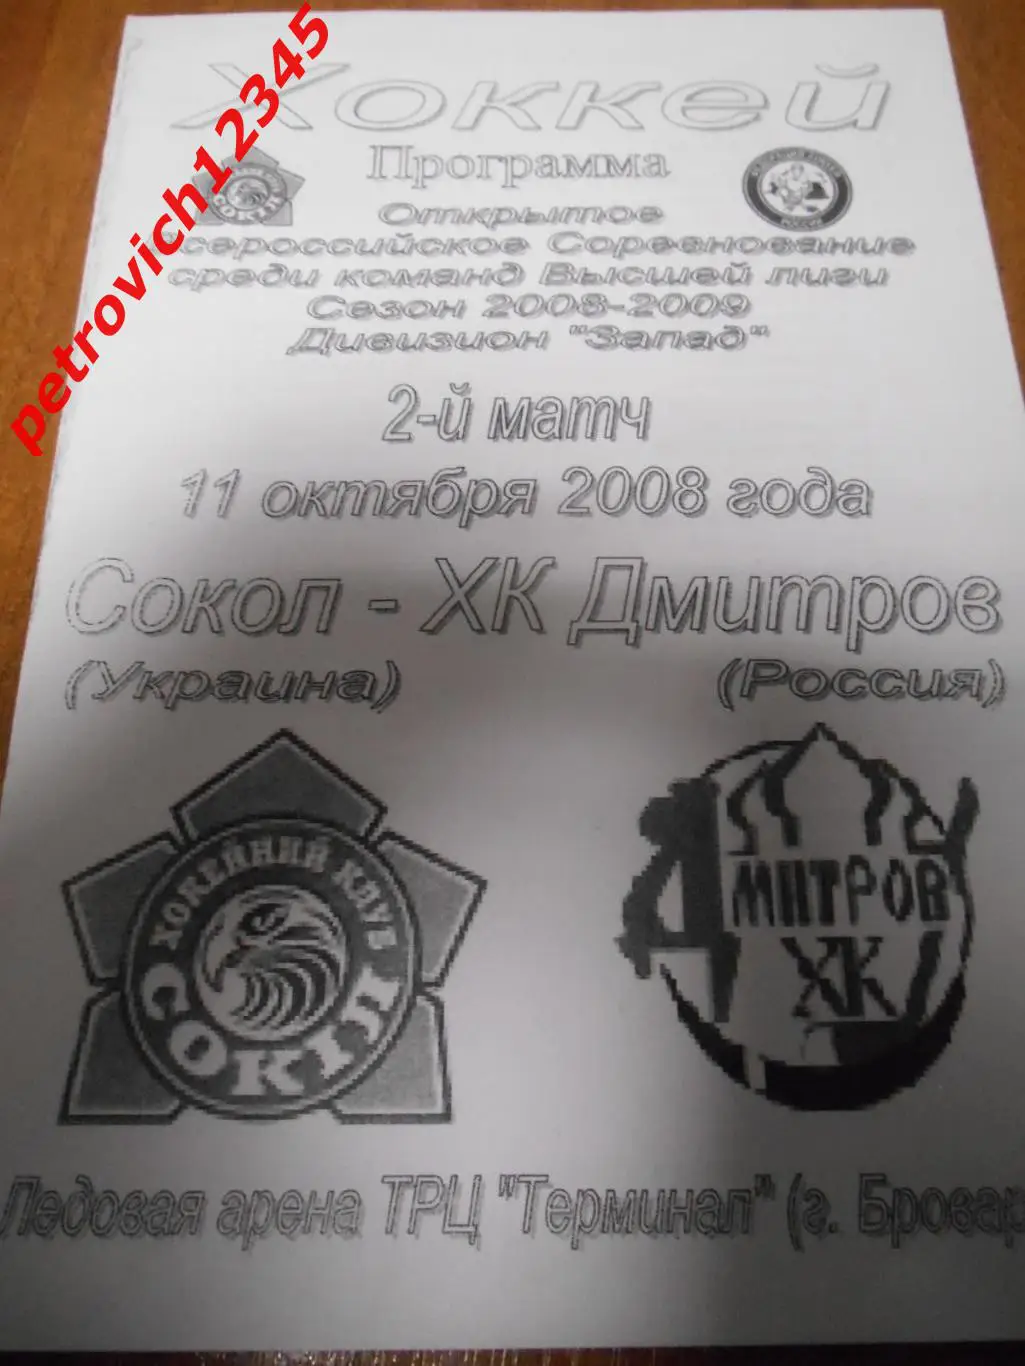 petrovich12345
Хоккей
Программа
СОКІЛ
Открытое
Всероссийское Соревнование
среди команд Высшей лиги
Сезон 2008-2009
Дивизион "Запад"
2-й матч
11 октября 2008 года
Сокол - ХК Дмитров
(Украина) (Россия)
ХОКЕЙНИЙ КЛУБ
СОКІЛ
ДМИТРОВ
ХК
Ледовая арена ТРЦ "Терминал" (г. Бровар